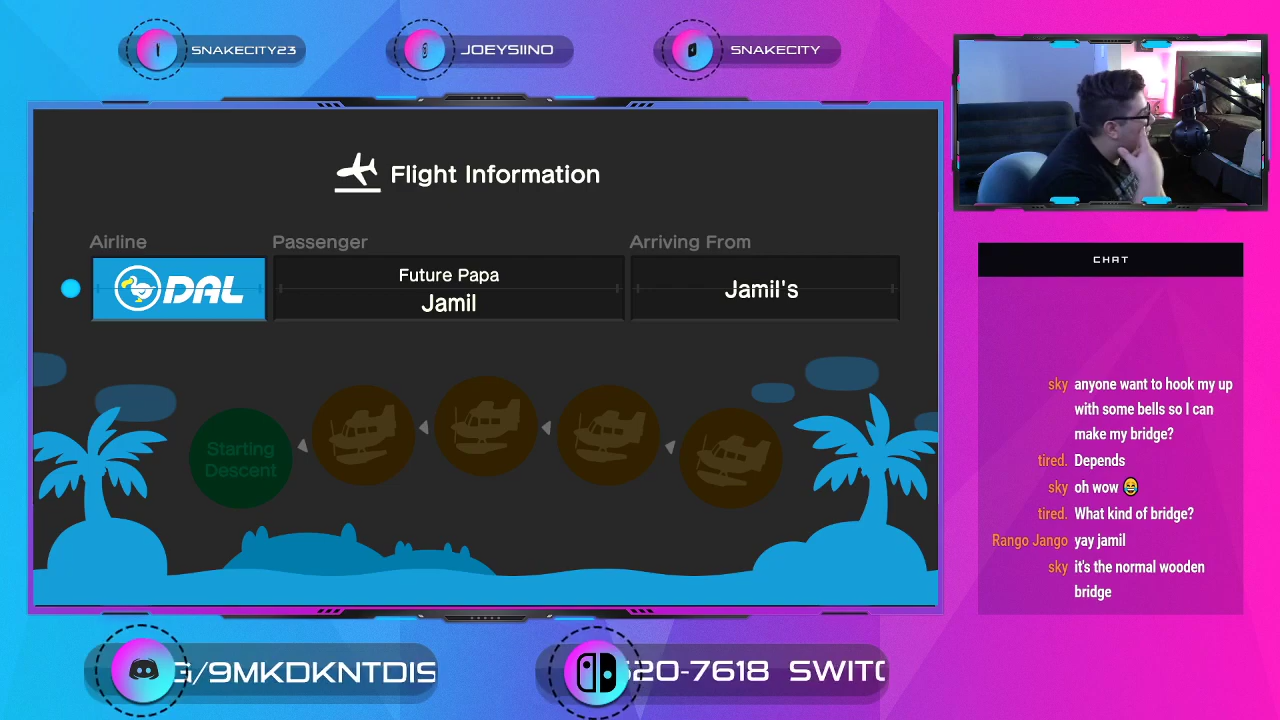 SNAKECITY23
JOEYSIINO
SNAKECITY
Flight Information
Airline
Passenger
Arriving From
DAL
Future Papa
Jamil
Jamil's
Starting
Descent
CHAT
sky anyone want to hook my up
with some bells so I can
make my bridge?
tired. Depends
sky oh wow 😂
tired. What kind of bridge?
Rango Jango yay jamil
sky it's the normal wooden
bridge
/9MKDKNTDIS
20-7618 SWITC